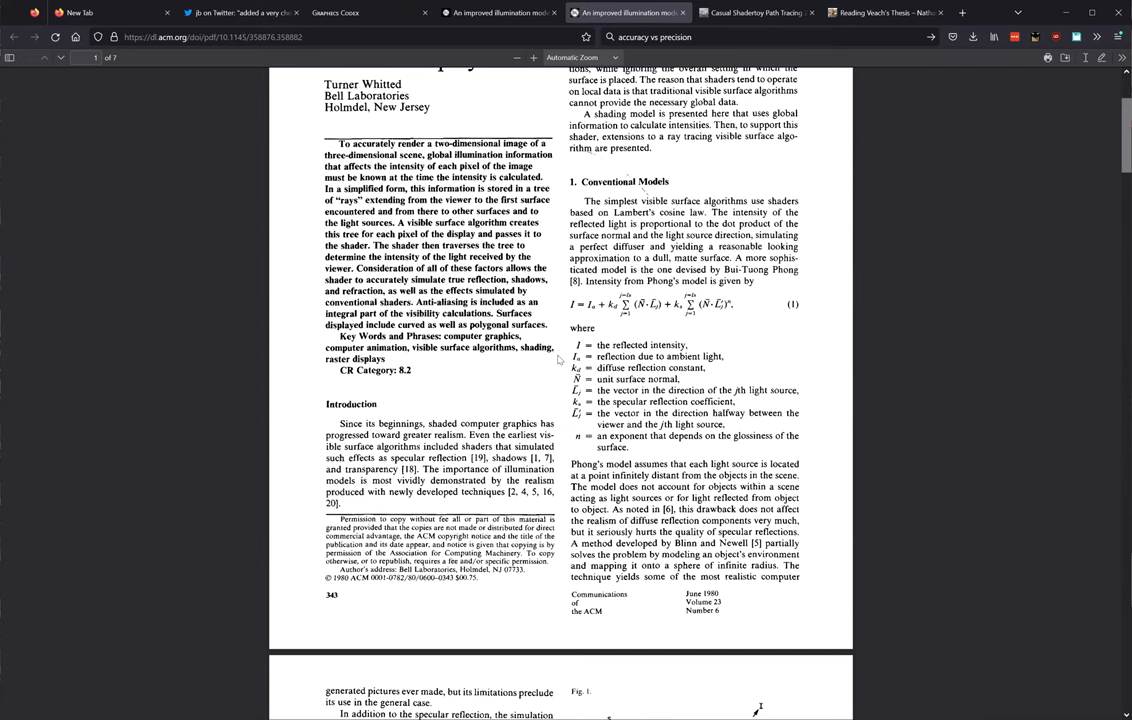 New Tab
jb on Twitter: "added a very che
GRAPHICS CODEX
An improved illumination mode
An improved illumination mode
Casual Shadertoy Path Tracing
Reading Veach's Thesis – Natha
https://dl.acm.org/doi/pdf/10.1145/358876.358882
accuracy vs precision
1 of 7
Automatic Zoom
Turner Whitted
Bell Laboratories
Holmdel, New Jersey
To accurately render a two-dimensional image of a
three-dimensional scene, global illumination information
that affects the intensity of each pixel of the image
must be known at the time the intensity is calculated.
In a simplified form, this information is stored in a tree
of "rays" extending from the viewer to the first surface
encountered and from there to other surfaces and to
the light sources. A visible surface algorithm creates
this tree for each pixel of the display and passes it to
the shader. The shader then traverses the tree to
determine the intensity of the light received by the
viewer. Consideration of all of these factors allows the
shader to accurately simulate true reflection, shadows,
and refraction, as well as the effects simulated by
conventional shaders. Anti-aliasing is included as an
integral part of the visibility calculations. Surfaces
displayed include curved as well as polygonal surfaces.
Key Words and Phrases: computer graphics,
computer animation, visible surface algorithms, shading,
raster displays
CR Category: 8.2
Introduction
Since its beginnings, shaded computer graphics has
progressed toward greater realism. Even the earliest vis-
ible surface algorithms included shaders that simulated
such effects as specular reflection [19], shadows [1, 7],
and transparency [18]. The importance of illumination
models is most vividly demonstrated by the realism
produced with newly developed techniques [2, 4, 5, 16,
20].
Permission to copy without fee all or part of this material is
granted provided that the copies are not made or distributed for direct
commercial advantage, the ACM copyright notice and the title of the
publication and its date appear, and notice is given that copying is by
permission of the Association for Computing Machinery. To copy
otherwise, or to republish, requires a fee and/or specific permission.
Author's address: Bell Laboratories, Holmdel, NJ 07733.
© 1980 ACM 0001-0782/80/0600-0343 $00.75.
343
tions, while ignoring the overall setting in which the
surface is placed. The reason that shaders tend to operate
on local data is that traditional visible surface algorithms
cannot provide the necessary global data.
A shading model is presented here that uses global
information to calculate intensities. Then, to support this
shader, extensions to a ray tracing visible surface algo-
rithm are presented.
1. Conventional Models
The simplest visible surface algorithms use shaders
based on Lambert's cosine law. The intensity of the
reflected light is proportional to the dot product of the
surface normal and the light source direction, simulating
a perfect diffuser and yielding a reasonable looking
approximation to a dull, matte surface. A more sophis-
ticated model is the one devised by Bui-Tuong Phong
[8]. Intensity from Phong's model is given by
I = Iₐ + k_d Σ_{j=1}^{j=ls} (N̄·L̄_j) + k_s Σ_{j=1}^{j=ls} (N̄·L̄′_j)ⁿ, (1)
where
I = the reflected intensity,
Iₐ = reflection due to ambient light,
k_d = diffuse reflection constant,
N̄ = unit surface normal,
L̄_j = the vector in the direction of the jth light source,
k_s = the specular reflection coefficient,
L̄′_j = the vector in the direction halfway between the
viewer and the jth light source,
n = an exponent that depends on the glossiness of the
surface.
Phong's model assumes that each light source is located
at a point infinitely distant from the objects in the scene.
The model does not account for objects within a scene
acting as light sources or for light reflected from object
to object. As noted in [6], this drawback does not affect
the realism of diffuse reflection components very much,
but it seriously hurts the quality of specular reflections.
A method developed by Blinn and Newell [5] partially
solves the problem by modeling an object's environment
and mapping it onto a sphere of infinite radius. The
technique yields some of the most realistic computer
Communications
of
the ACM
June 1980
Volume 23
Number 6
generated pictures ever made, but its limitations preclude
its use in the general case.
In addition to the specular reflection, the simulation
Fig. 1.
I